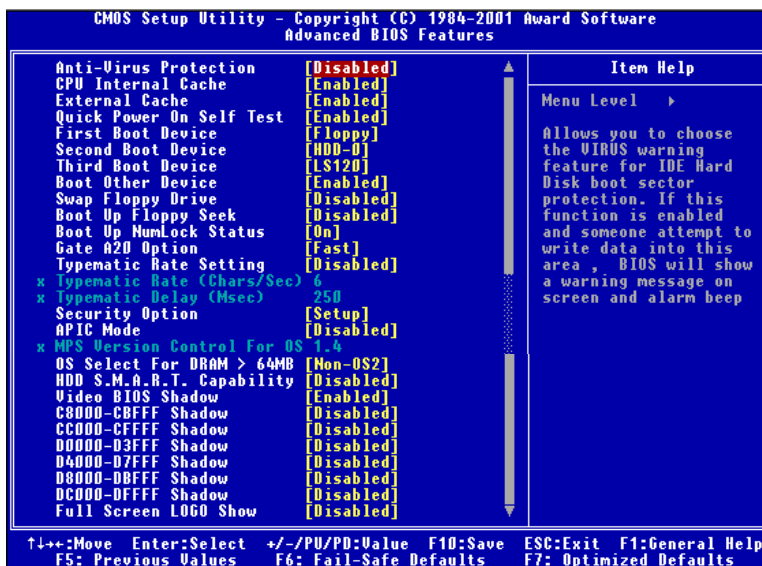 CMOS Setup Utility - Copyright (C) 1984-2001 Award Software
Advanced BIOS Features
Anti-Virus Protection [Disabled]
CPU Internal Cache [Enabled]
External Cache [Enabled]
Quick Power On Self Test [Enabled]
First Boot Device [Floppy]
Second Boot Device [HDD-0]
Third Boot Device [LS120]
Boot Other Device [Enabled]
Swap Floppy Drive [Disabled]
Boot Up Floppy Seek [Disabled]
Boot Up NumLock Status [On]
Gate A20 Option [Fast]
Typematic Rate Setting [Disabled]
x Typematic Rate (Chars/Sec) 6
x Typematic Delay (Msec) 250
Security Option [Setup]
APIC Mode [Disabled]
x MPS Version Control For OS 1.4
OS Select For DRAM > 64MB [Non-OS2]
HDD S.M.A.R.T. Capability [Disabled]
Video BIOS Shadow [Enabled]
C8000-CBFFF Shadow [Disabled]
CC000-CFFFF Shadow [Disabled]
D0000-D3FFF Shadow [Disabled]
D4000-D7FFF Shadow [Disabled]
D8000-DBFFF Shadow [Disabled]
DC000-DFFFF Shadow [Disabled]
Full Screen LOGO Show [Disabled]
Item Help
Menu Level ▸
Allows you to choose
the VIRUS warning
feature for IDE Hard
Disk boot sector
protection. If this
function is enabled
and someone attempt to
write data into this
area , BIOS will show
a warning message on
screen and alarm beep
↑↓→←:Move Enter:Select +/-/PU/PD:Value F10:Save ESC:Exit F1:General Help
F5: Previous Values F6: Fail-Safe Defaults F7: Optimized Defaults